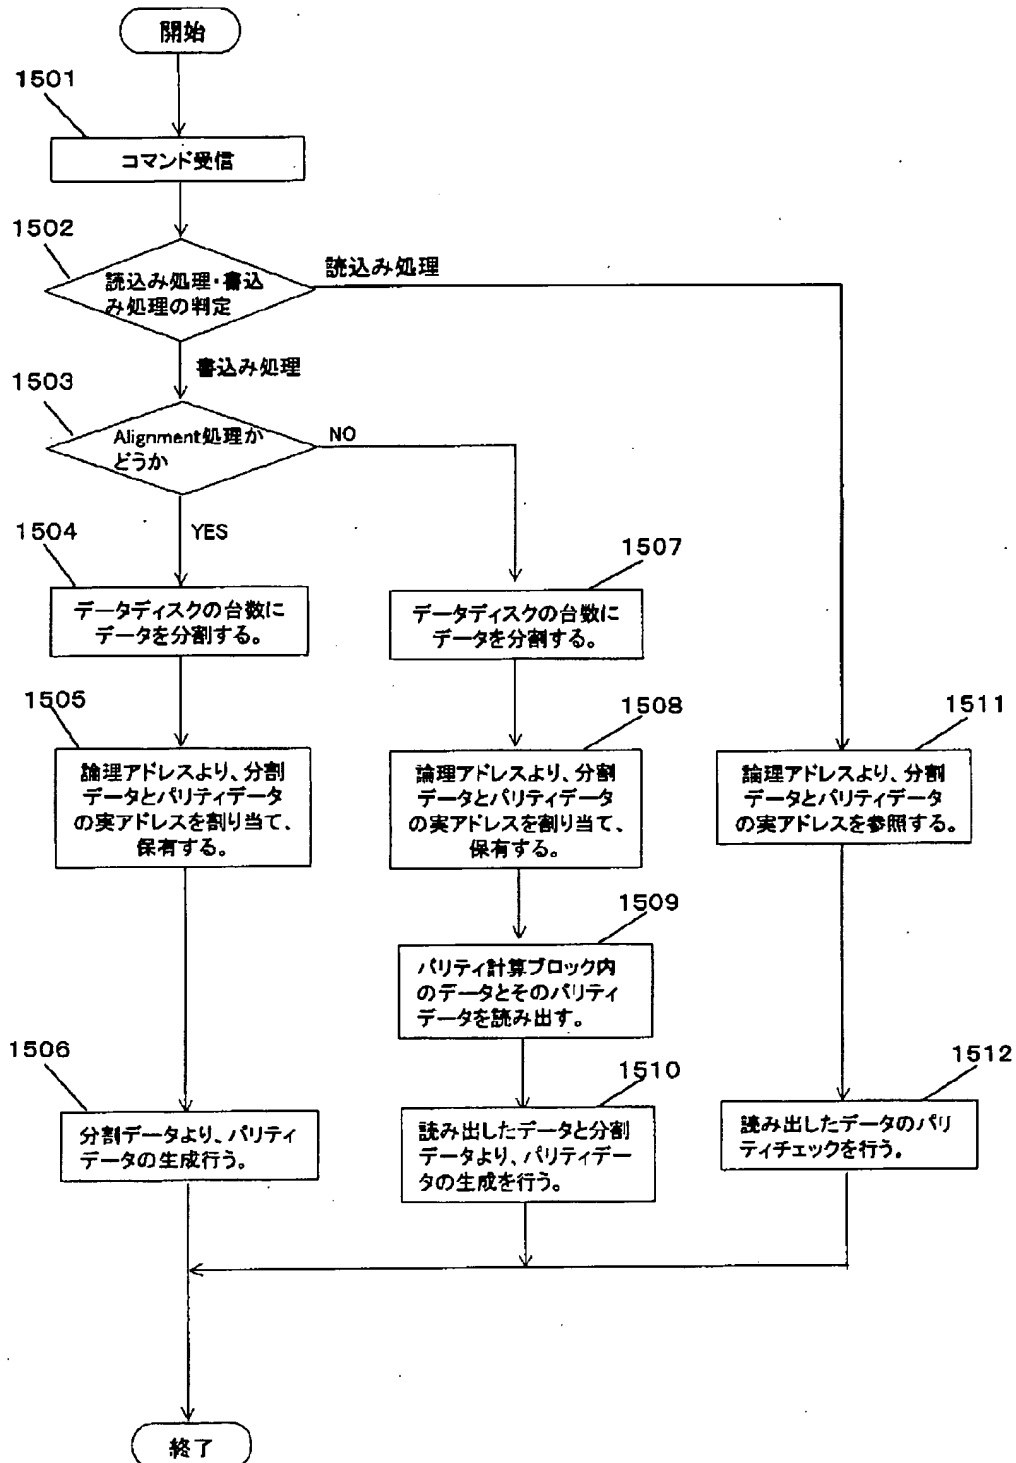 開始
1501
コマンド受信
1502
読込み処理・書込
み処理の判定
読込み処理
書込み処理
1503
Alignment処理か
どうか
NO
YES
1504
データディスクの台数に
データを分割する。
1507
データディスクの台数に
データを分割する。
1505
論理アドレスより、分割
データとパリティデータ
の実アドレスを割り当て、
保有する。
1508
論理アドレスより、分割
データとパリティデータ
の実アドレスを割り当て、
保有する。
1511
論理アドレスより、分割
データとパリティデータ
の実アドレスを参照する。
1509
パリティ計算ブロック内
のデータとそのパリティ
データを読み出す。
1506
分割データより、パリティ
データの生成行う。
1510
読み出したデータと分割
データより、パリティデー
タの生成を行う。
1512
読み出したデータのパリ
ティチェックを行う。
終了